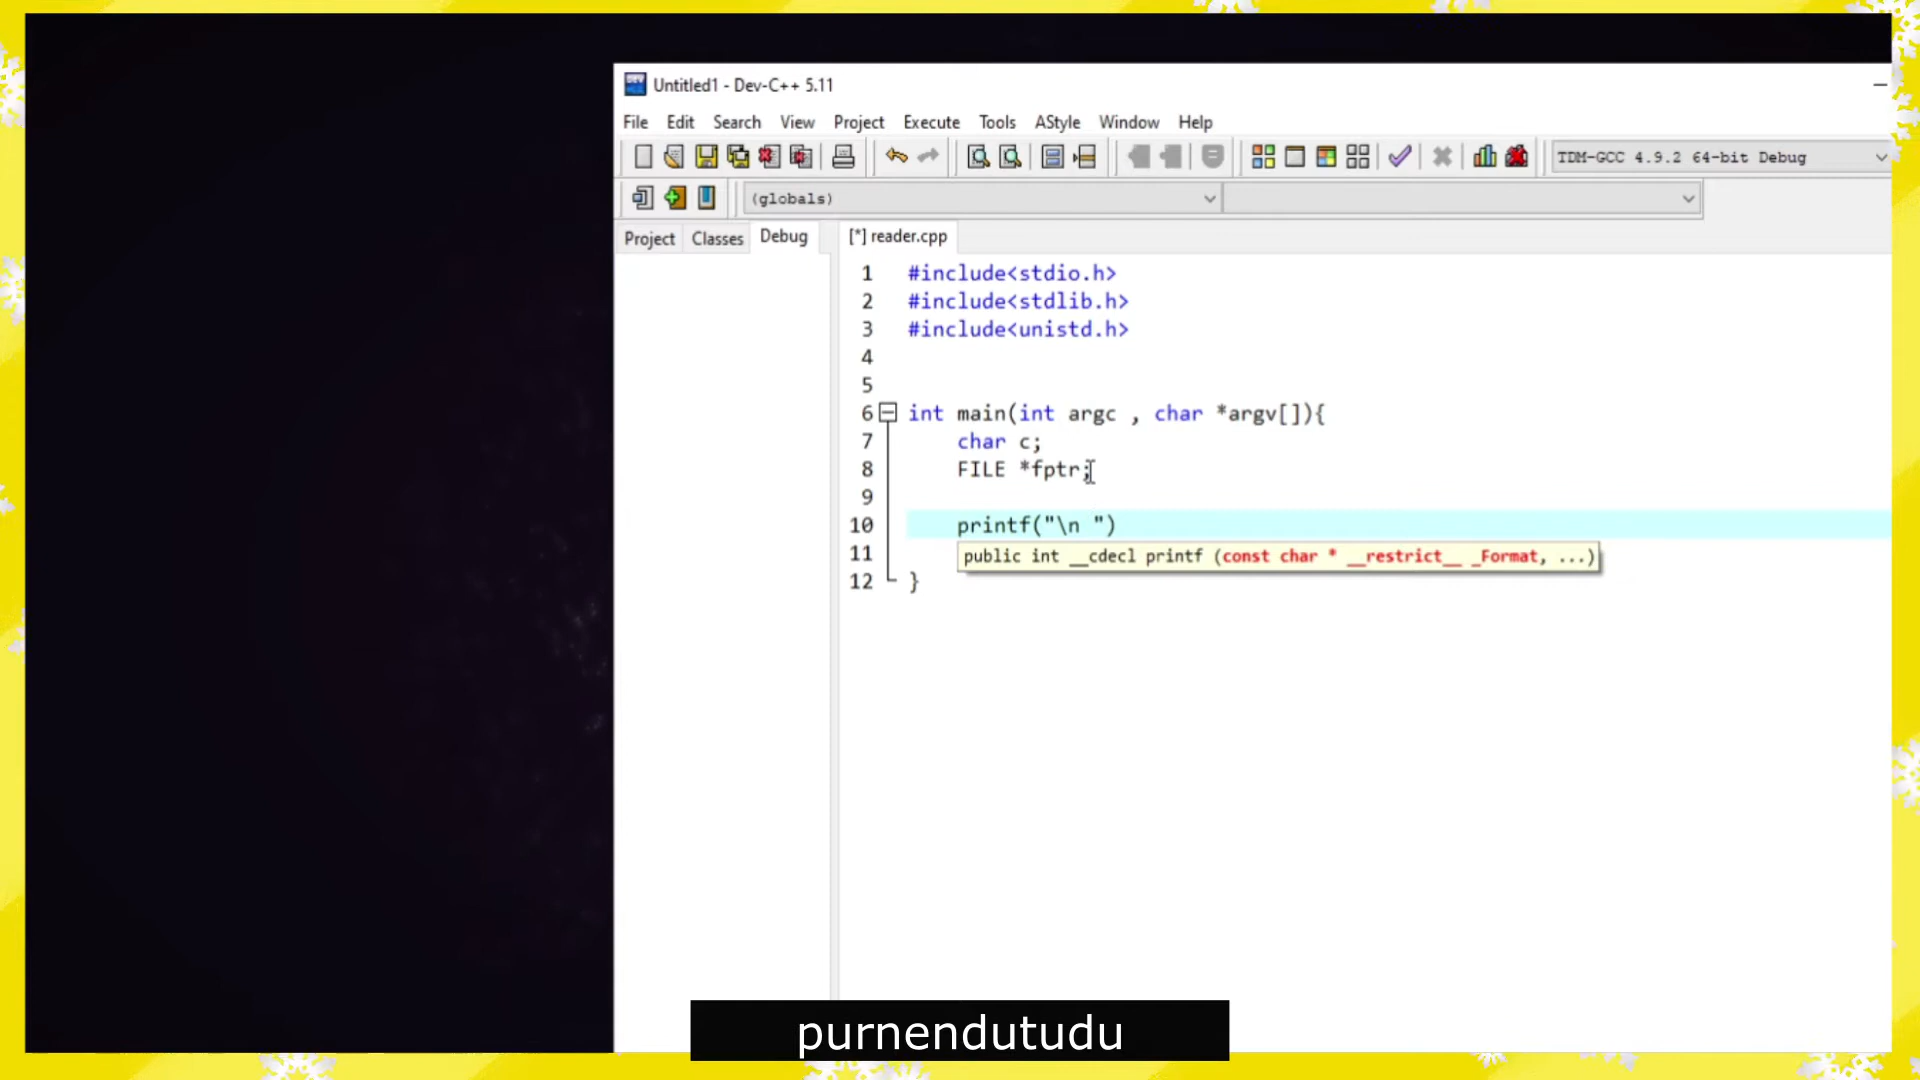 Untitled1 - Dev-C++ 5.11
File Edit Search View Project Execute Tools AStyle Window Help
TDM-GCC 4.9.2 64-bit Debug
(globals)
Project Classes Debug [*] reader.cpp
1 #include<stdio.h>
2 #include<stdlib.h>
3 #include<unistd.h>
4
5
6 int main(int argc , char *argv[]){
7 char c;
8 FILE *fptr;
9
10 printf("\n ")
11 public int __cdecl printf (const char * __restrict__ _Format, ...)
12 }
purnendutudu